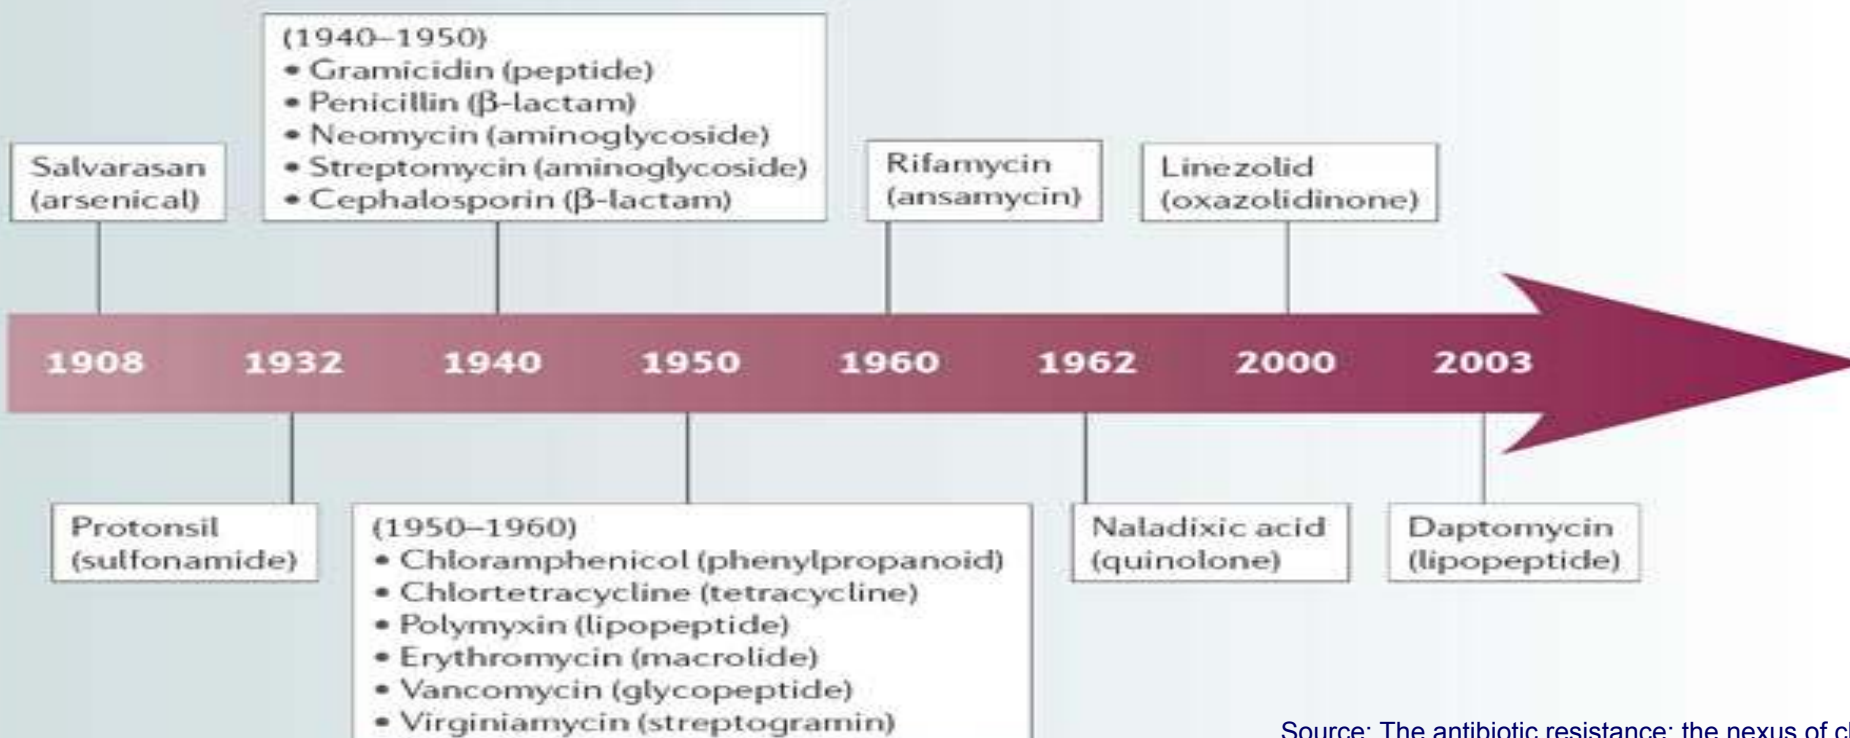 (1940–1950)
• Gramicidin (peptide)
• Penicillin (β-lactam)
• Neomycin (aminoglycoside)
• Streptomycin (aminoglycoside)
• Cephalosporin (β-lactam)
Salvarasan
(arsenical)
Rifamycin
(ansamycin)
Linezolid
(oxazolidinone)
1908 1932 1940 1950 1960 1962 2000 2003
Protonsil
(sulfonamide)
(1950–1960)
• Chloramphenicol (phenylpropanoid)
• Chlortetracycline (tetracycline)
• Polymyxin (lipopeptide)
• Erythromycin (macrolide)
• Vancomycin (glycopeptide)
• Virginiamycin (streptogramin)
Naladixic acid
(quinolone)
Daptomycin
(lipopeptide)
Source: The antibiotic resistance: the nexus of